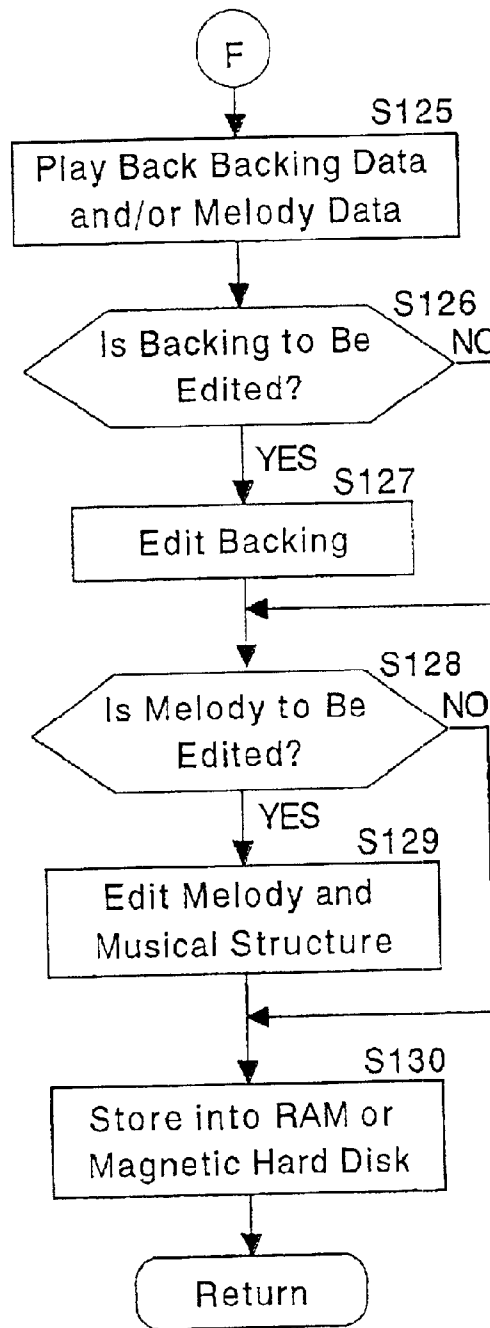 F
S125
Play Back Backing Data
and/or Melody Data
S126
Is Backing to Be
Edited?
NO
YES
S127
Edit Backing
S128
Is Melody to Be
Edited?
NO
YES
S129
Edit Melody and
Musical Structure
S130
Store into RAM or
Magnetic Hard Disk
Return